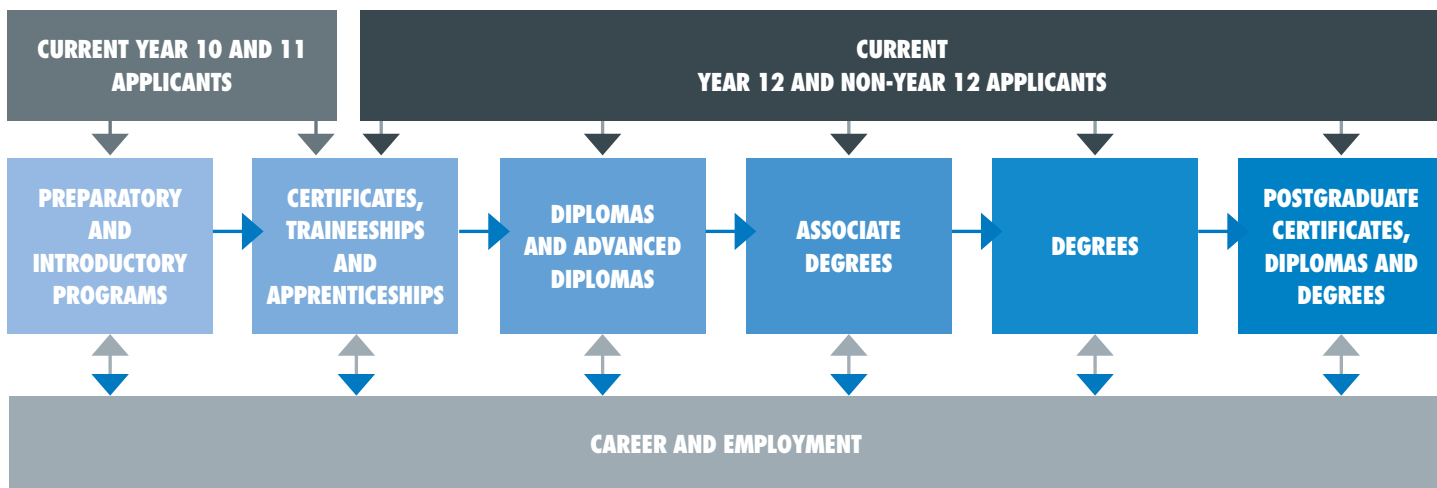 CURRENT YEAR 10 AND 11
APPLICANTS
CURRENT
YEAR 12 AND NON-YEAR 12 APPLICANTS
PREPARATORY
AND
INTRODUCTORY
PROGRAMS
CERTIFICATES,
TRAINEESHIPS
AND
APPRENTICESHIPS
DIPLOMAS
AND ADVANCED
DIPLOMAS
ASSOCIATE
DEGREES
DEGREES
POSTGRADUATE
CERTIFICATES,
DIPLOMAS AND
DEGREES
CAREER AND EMPLOYMENT